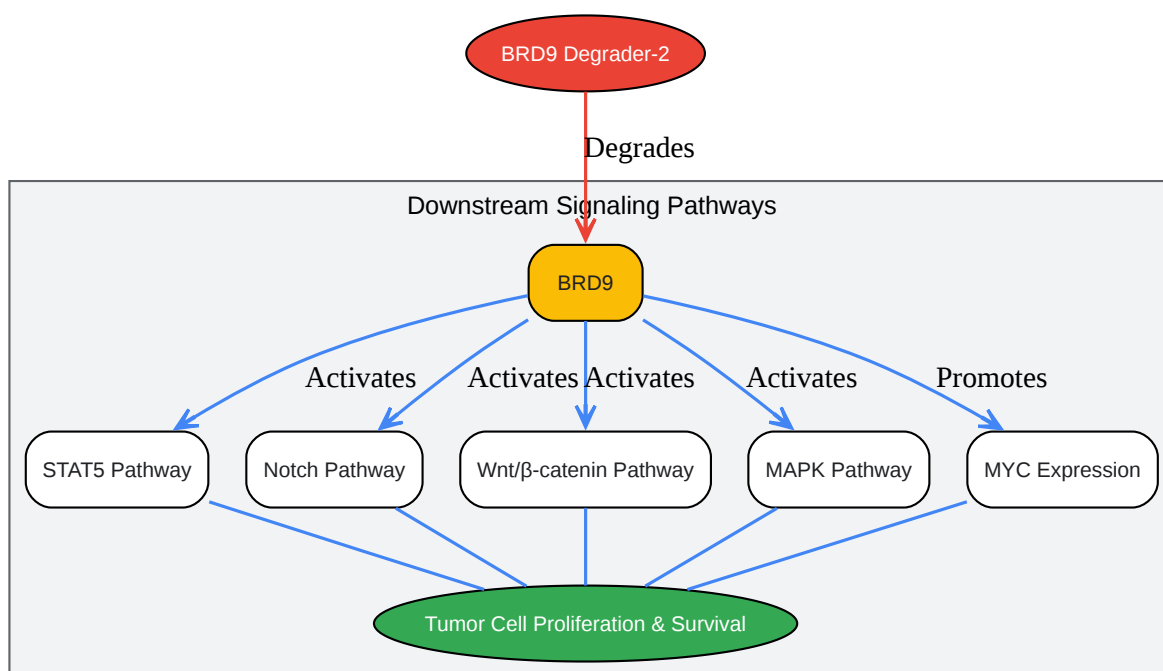 BRD9 Degrader-2
Degrades
Downstream Signaling Pathways
BRD9
Activates
Activates
Activates
Activates
Promotes
STAT5 Pathway
Notch Pathway
Wnt/β-catenin Pathway
MAPK Pathway
MYC Expression
Tumor Cell Proliferation & Survival